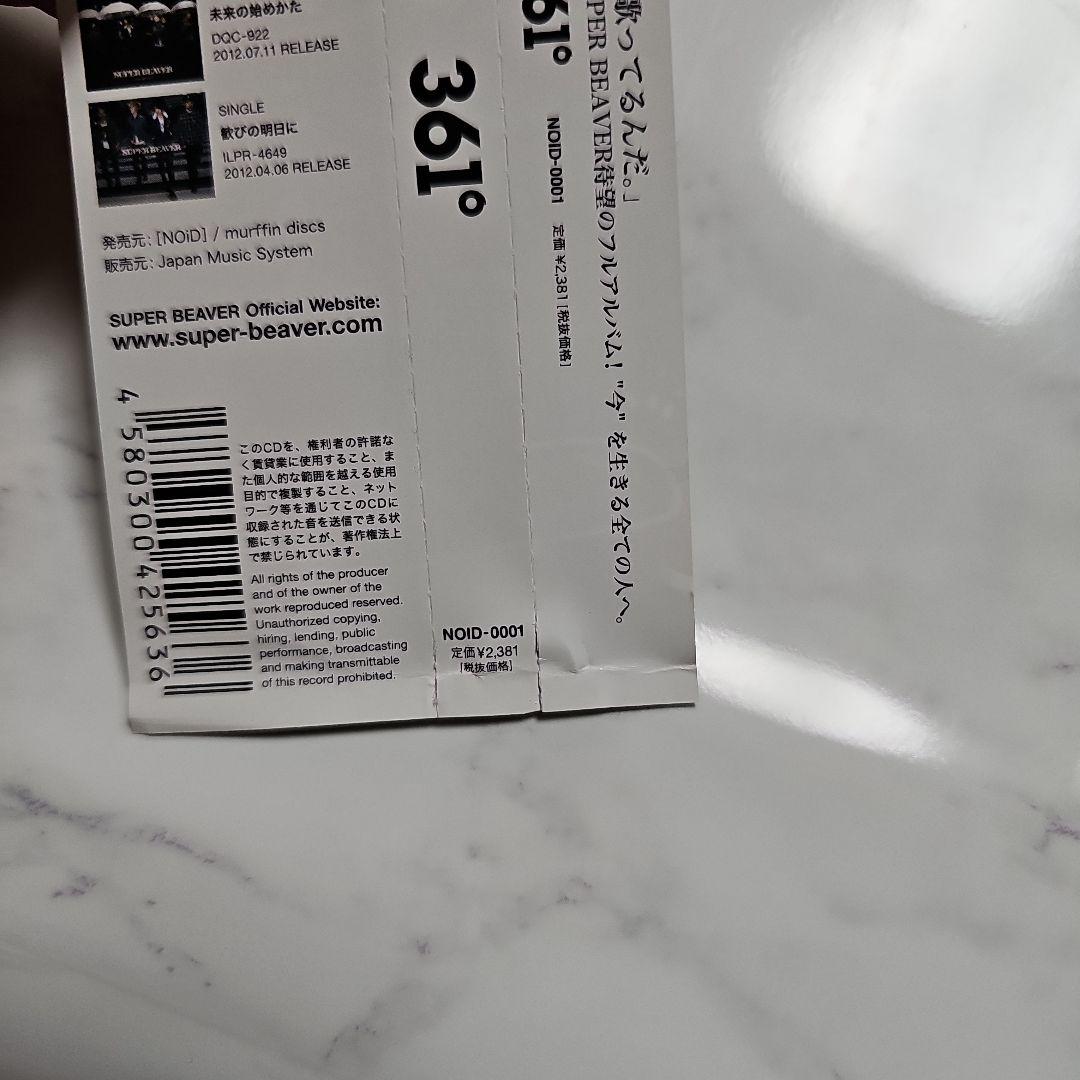 未来の始めかた
DQC-922
2012.07.11 RELEASE
SUPER BEAVER
SINGLE
歓びの明日に
ILPR-4649
2012.04.06 RELEASE
SUPER BEAVER
発売元：[NOiD] / murffin discs
販売元：Japan Music System
SUPER BEAVER Official Website:
www.super-beaver.com
4 580300 425636
このCDを、権利者の許諾な
く賃貸業に使用すること、ま
た個人的な範囲を越える使用
目的で複製すること、ネット
ワーク等を通じてこのCDに
収録された音を送信できる状
態にすることが、著作権法上
で禁じられています。
All rights of the producer
and of the owner of the
work reproduced reserved.
Unauthorized copying,
hiring, lending, public
performance, broadcasting
and making transmittable
of this record prohibited.
361°
NOID-0001
定価¥2,381
[税抜価格]
61°
NOID-0001 定価 ¥2,381 [税抜価格]
歌ってるんだ。」
PER BEAVER待望のフルアルバム！"今"を生きる全ての人へ。